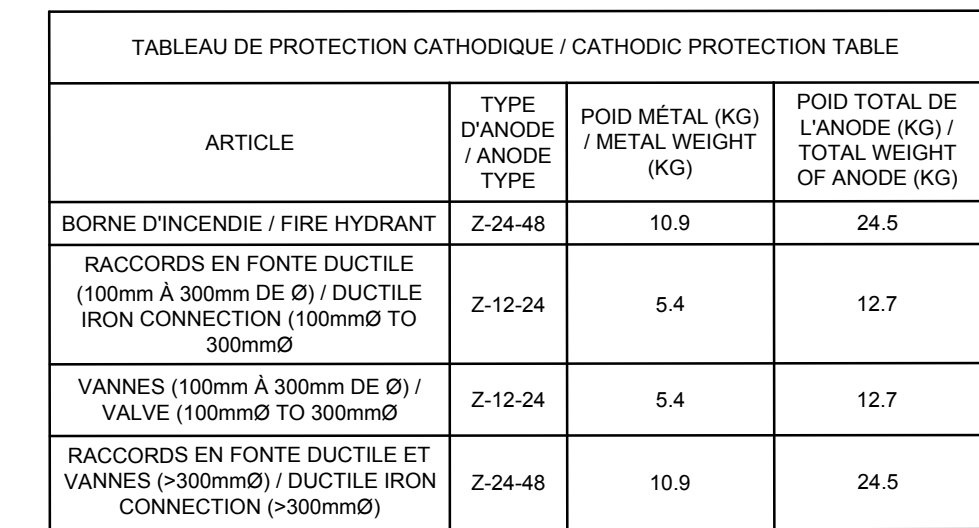 TABLEAU DE PROTECTION CATHODIQUE / CATHODIC PROTECTION TABLE
ARTICLE
TYPE
D'ANODE
/ ANODE
TYPE
POID MÉTAL (KG)
/ METAL WEIGHT
(KG)
POID TOTAL DE
L'ANODE (KG) /
TOTAL WEIGHT
OF ANODE (KG)
BORNE D'INCENDIE / FIRE HYDRANT
Z-24-48
10.9
24.5
RACCORDS EN FONTE DUCTILE
(100mm À 300mm DE Ø) / DUCTILE
IRON CONNECTION (100mmØ TO
300mmØ
Z-12-24
5.4
12.7
VANNES (100mm À 300mm DE Ø) /
VALVE (100mmØ TO 300mmØ
Z-12-24
5.4
12.7
RACCORDS EN FONTE DUCTILE ET
VANNES (>300mmØ) / DUCTILE IRON
CONNECTION (>300mmØ)
Z-24-48
10.9
24.5